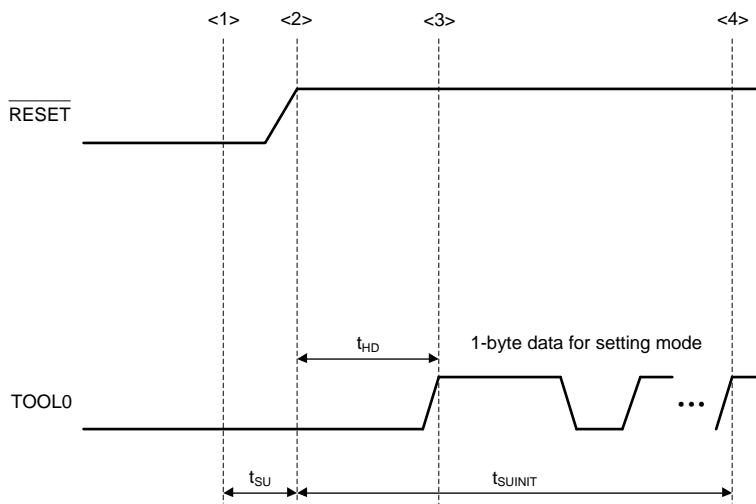 <1> <2> <3> <4>
RESET
tHD 1-byte data for setting mode
TOOL0
...
tSU tSUINIT